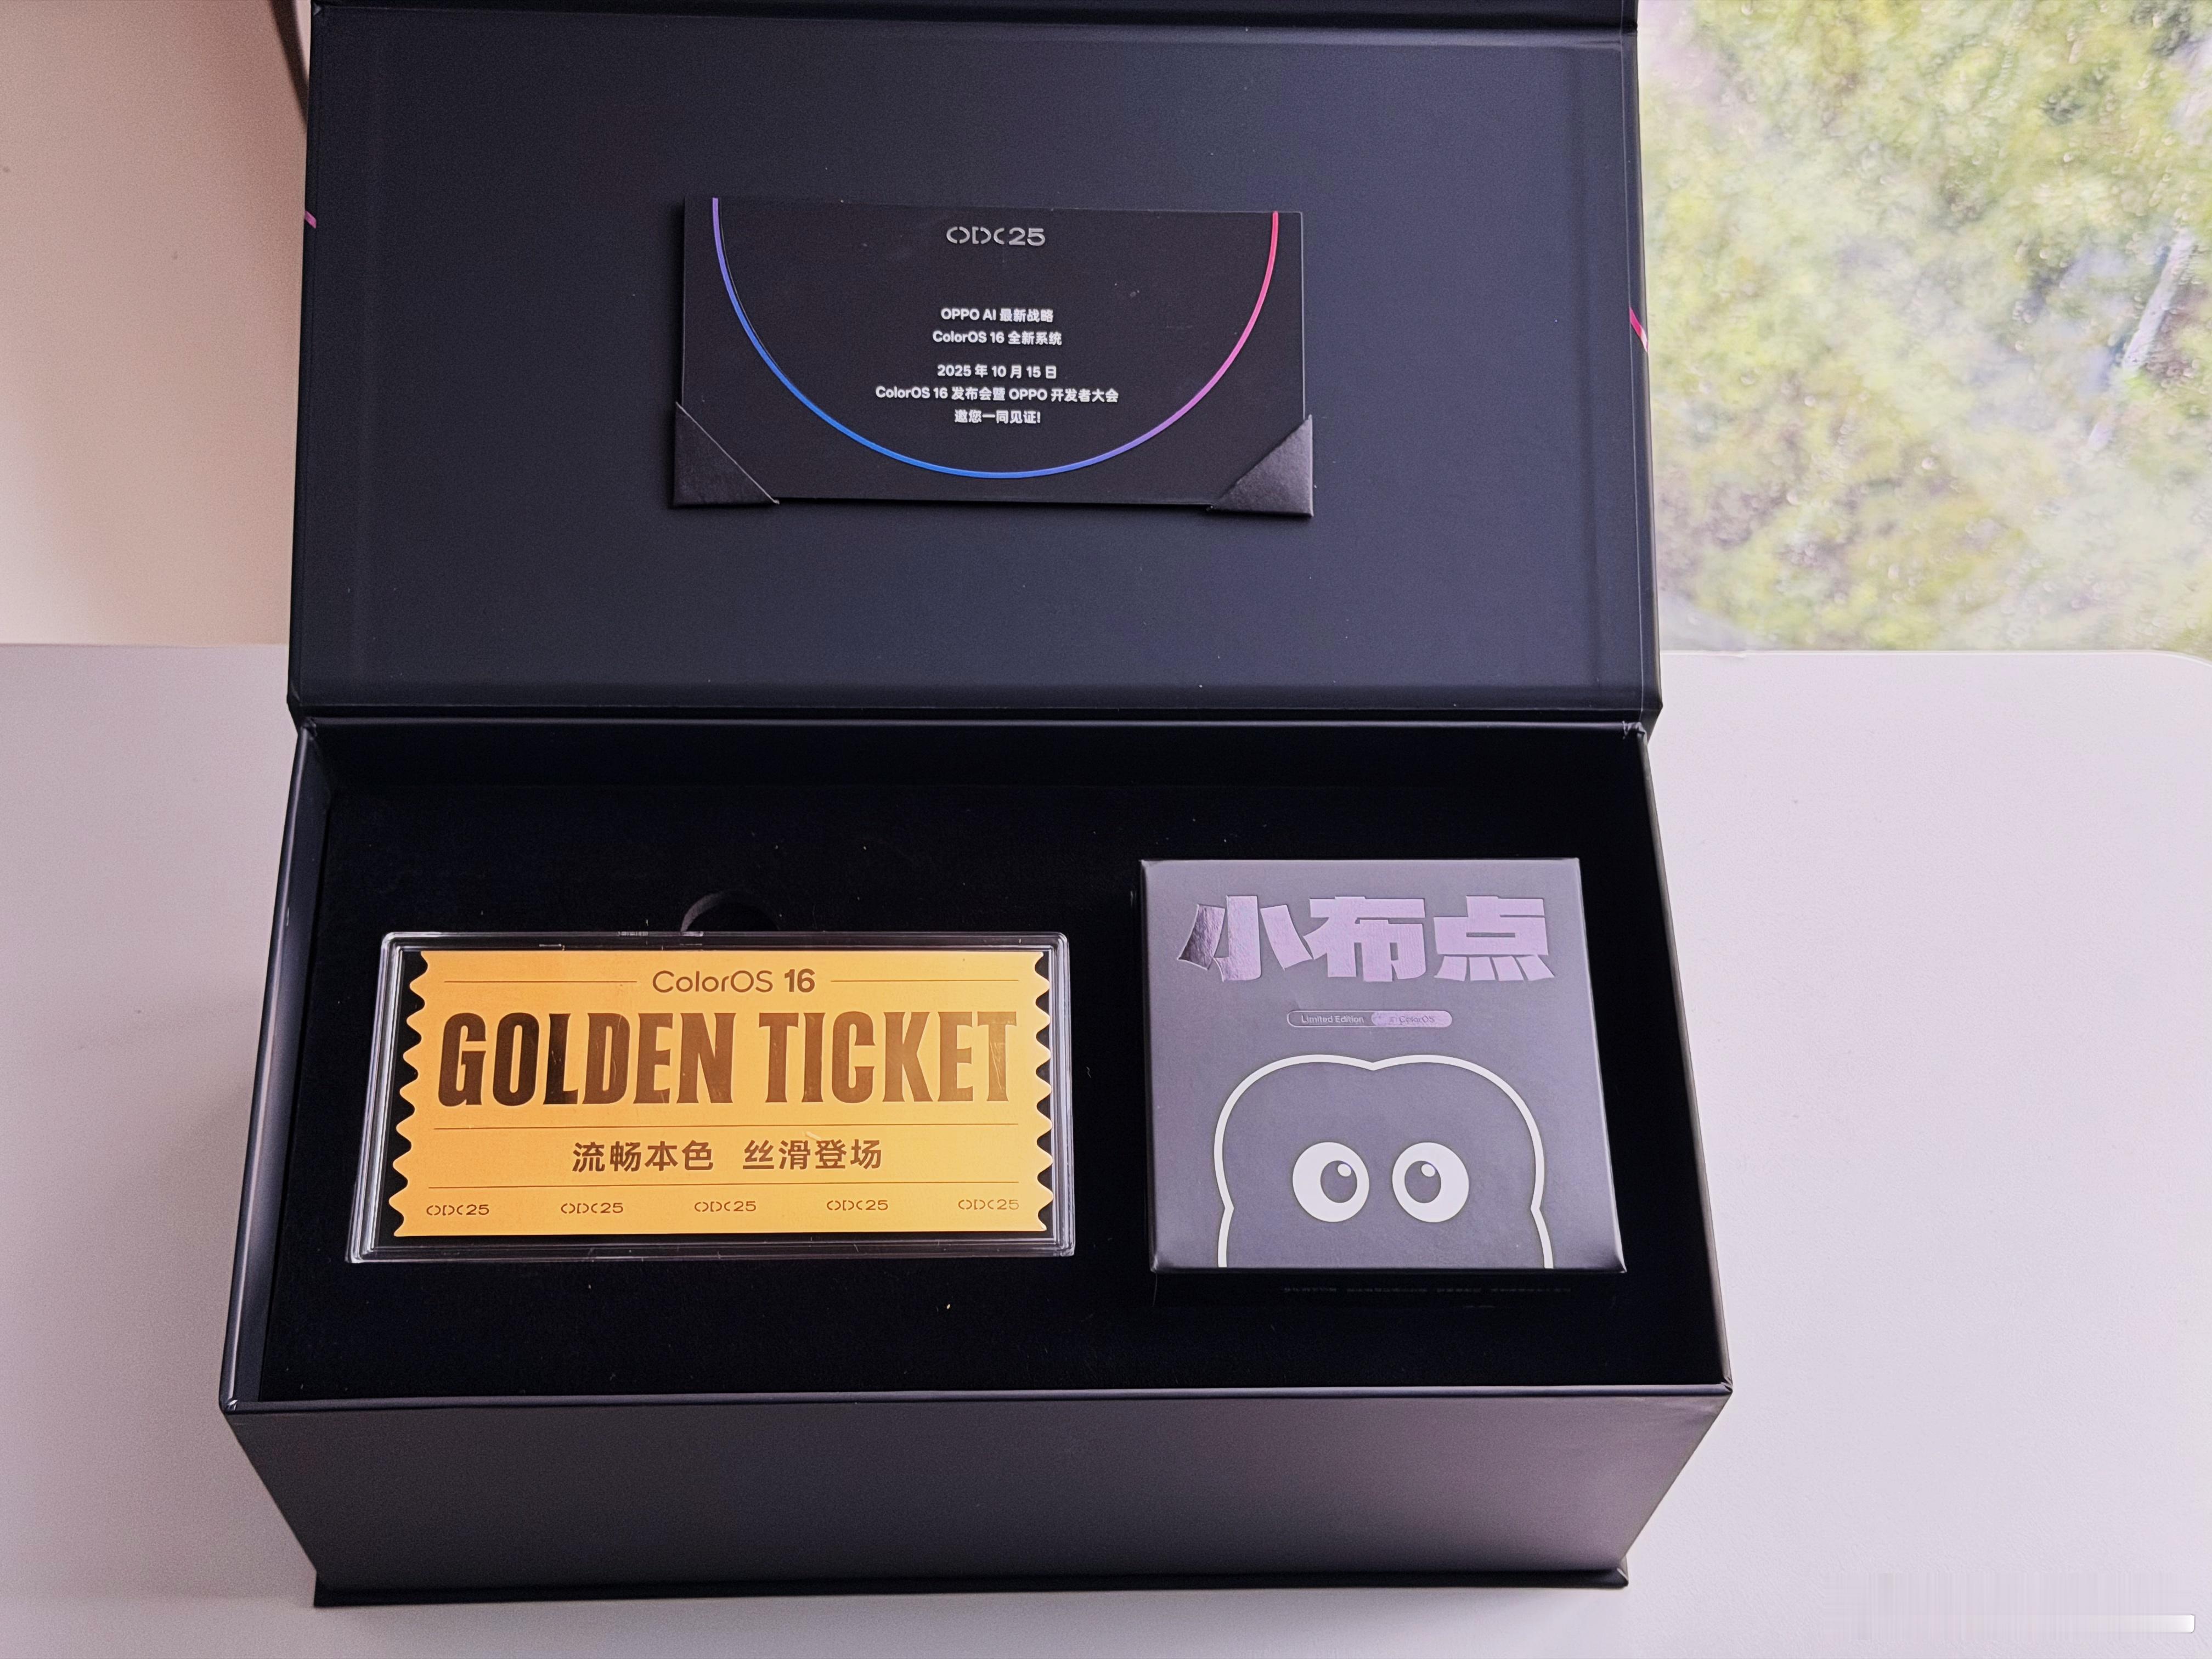 ODC25
OPPO AI 最新战略
ColorOS 16 全新系统
2025 年 10 月 15 日
ColorOS 16 发布会暨 OPPO 开发者大会
邀您一同见证!
ColorOS 16
GOLDEN TICKET
流畅本色 丝滑登场
ODC25 ODC25 ODC25 ODC25 ODC25
小布点
Limited Edition ColorOS